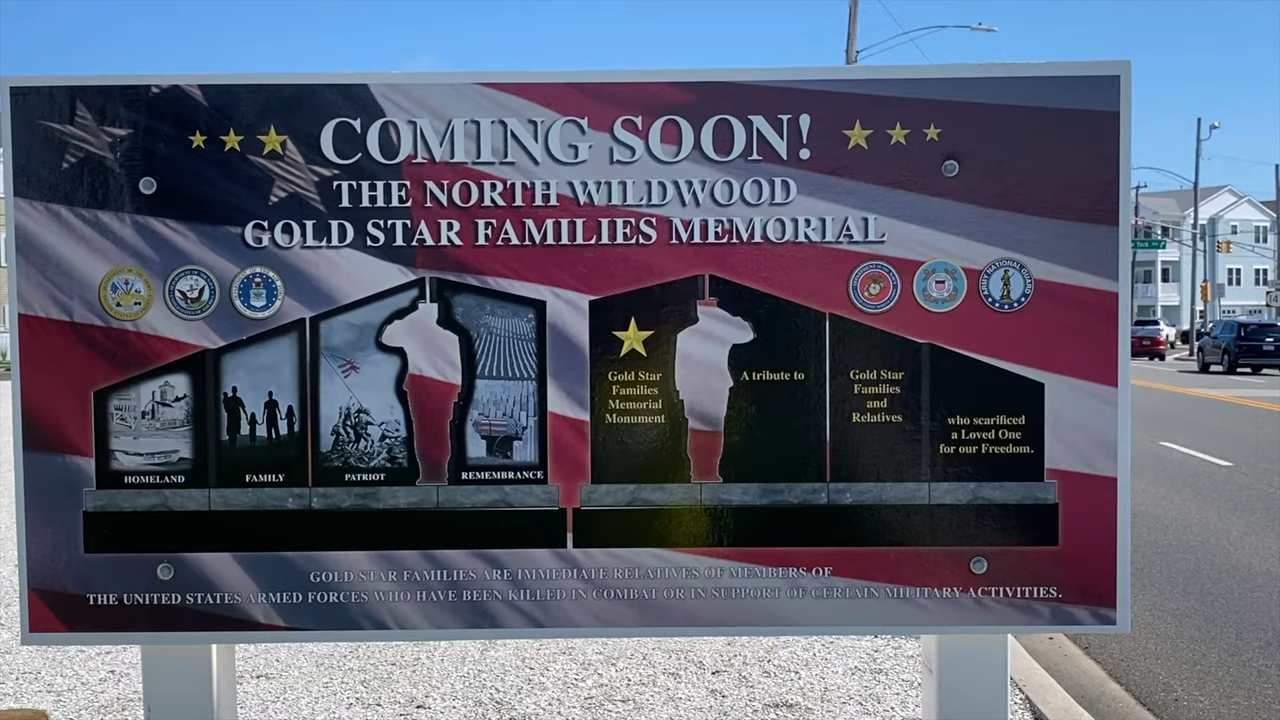 COMING SOON!
THE NORTH WILDWOOD
GOLD STAR FAMILIES MEMORIAL
ARMY NATIONAL GUARD
HOMELAND
FAMILY
PATRIOT
REMEMBRANCE
Gold Star
Families
Memorial
Monument
A tribute to
Gold Star
Families
and
Relatives
who scarificed
a Loved One
for our Freedom.
GOLD STAR FAMILIES ARE IMMEDIATE RELATIVES OF MEMBERS OF
THE UNITED STATES ARMED FORCES WHO HAVE BEEN KILLED IN COMBAT OR IN SUPPORT OF CERTAIN MILITARY ACTIVITIES.